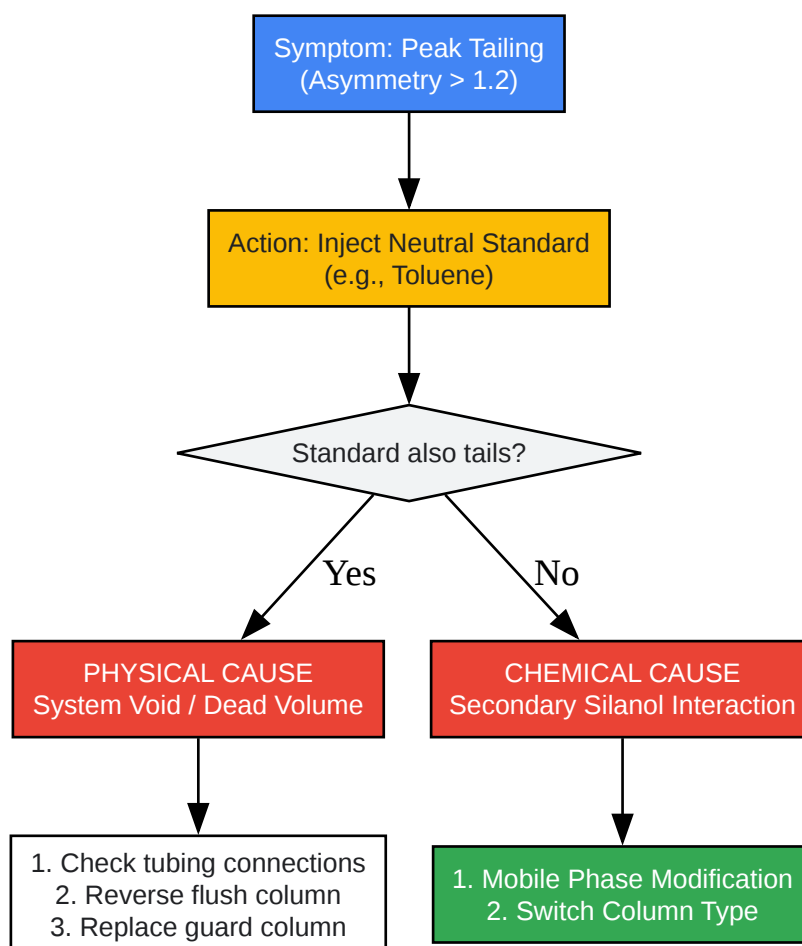 Symptom: Peak Tailing
(Asymmetry > 1.2)
Action: Inject Neutral Standard
(e.g., Toluene)
Standard also tails?
Yes
No
PHYSICAL CAUSE
System Void / Dead Volume
CHEMICAL CAUSE
Secondary Silanol Interaction
1. Check tubing connections
2. Reverse flush column
3. Replace guard column
1. Mobile Phase Modification
2. Switch Column Type